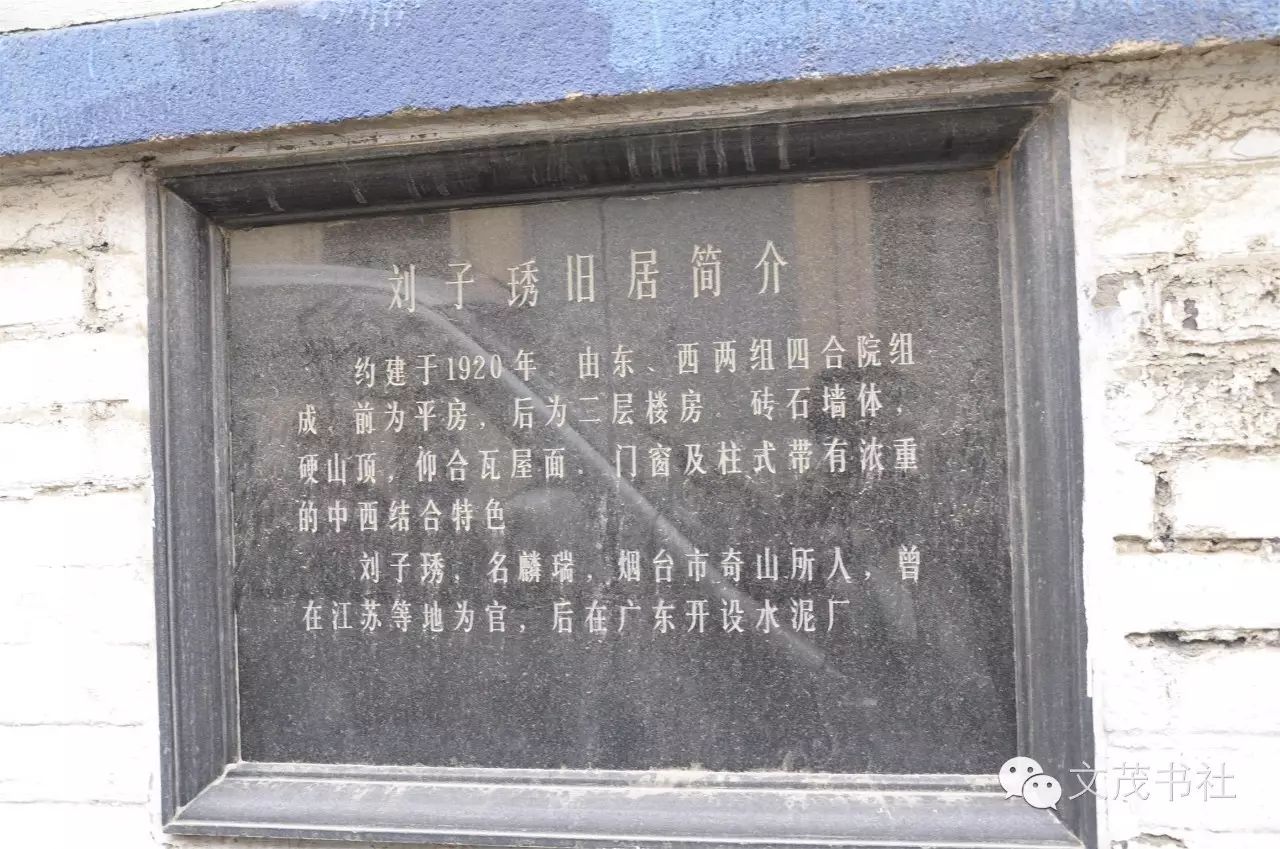 刘子琇旧居简介
约建于1920年。由东、西两组四合院组
成、前为平房，后为二层楼房。砖石墙体，
硬山顶，仰合瓦屋面、门窗及柱式带有浓重
的中西结合特色
刘子琇，名麟瑞，烟台市奇山所人，曾
在江苏等地为官，后在广东开设水泥厂
文茂书社